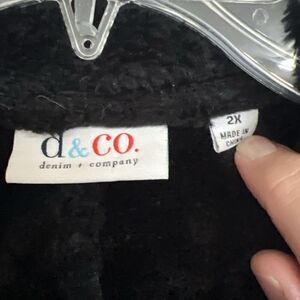 d&co.
denim + company
2X
MADE IN
CHINA